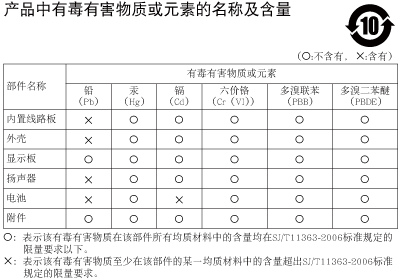 产品中有毒有害物质或元素的名称及含量
10
(○:不含有, ×:含有)
部件名称 有毒有害物质或元素
铅 汞 镉 六价铬 多溴联苯 多溴二苯醚
(Pb) (Hg) (Cd) (Cr (VI)) (PBB) (PBDE)
内置线路板 × ○ ○ ○ ○ ○
外壳 × ○ ○ ○ ○ ○
显示板 ○ ○ ○ ○ ○ ○
扬声器 × ○ ○ ○ ○ ○
电池 × ○ × ○ ○ ○
附件 ○ ○ ○ ○ ○ ○
○: 表示该有毒有害物质在该部件所有均质材料中的含量均在SJ/T11363-2006标准规定的
限量要求以下。
×: 表示该有毒有害物质至少在该部件的某一均质材料中的含量超出SJ/T11363-2006标准
规定的限量要求。